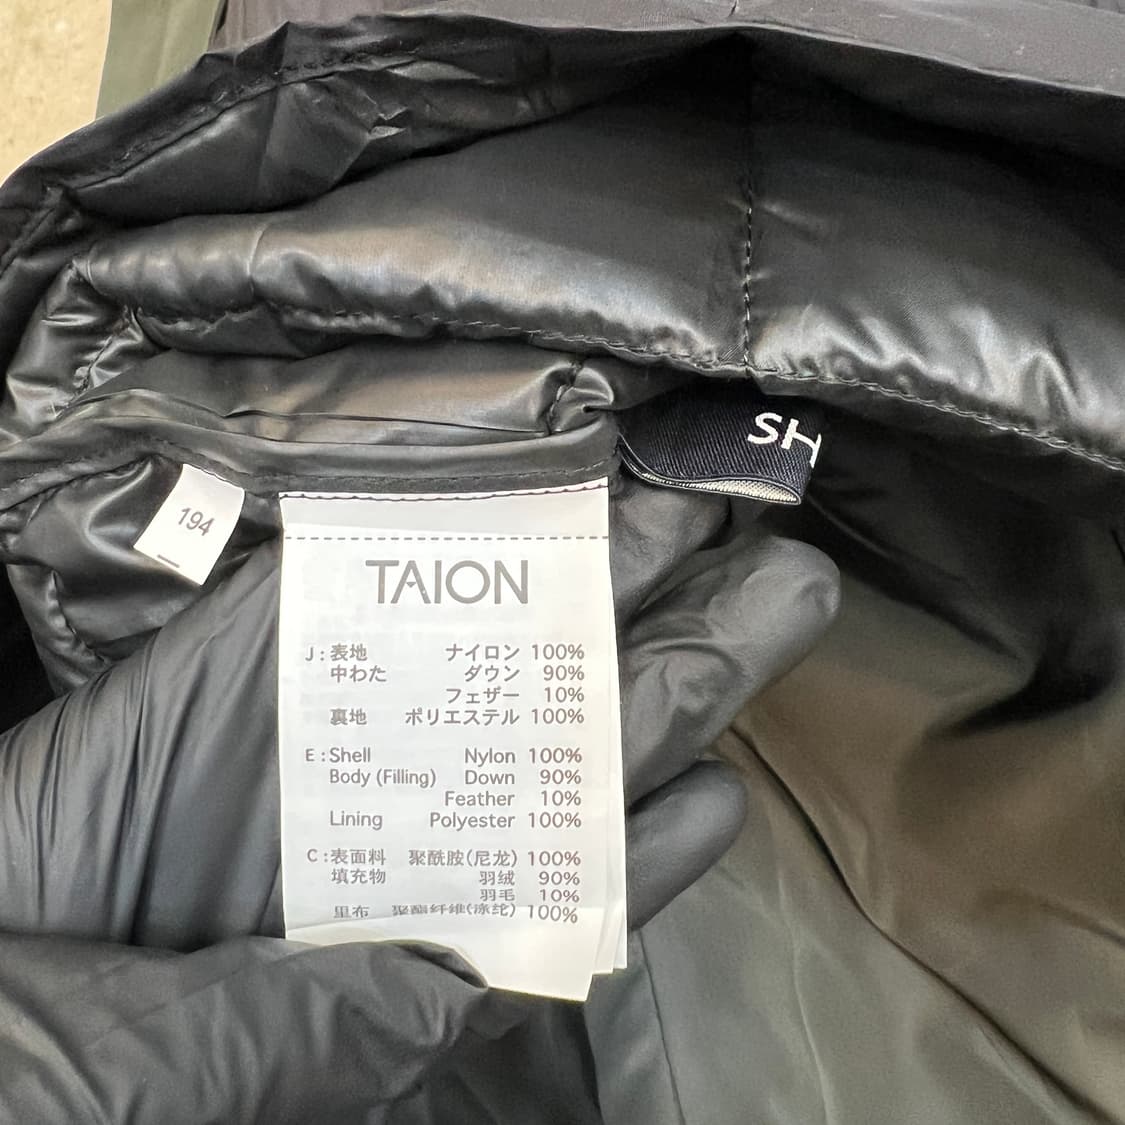 SH
194
TAION
J : 表地 ナイロン 100%
中わた ダウン 90%
フェザー 10%
裏地 ポリエステル 100%
E : Shell Nylon 100%
Body (Filling) Down 90%
Feather 10%
Lining Polyester 100%
C : 表面料 聚酰胺(尼龙) 100%
填充物 羽绒 90%
羽毛 10%
里布 聚酯纤维(涤纶) 100%